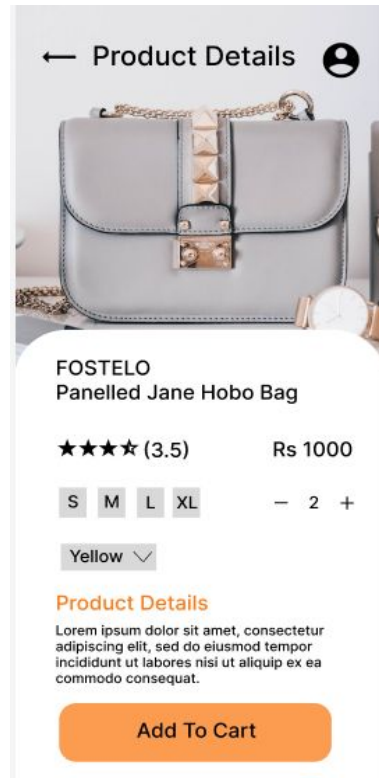 ← Product Details
FOSTELO
Panelled Jane Hobo Bag
★★★⯪ (3.5) Rs 1000
S M L XL − 2 +
Yellow
Product Details
Lorem ipsum dolor sit amet, consectetur
adipiscing elit, sed do eiusmod tempor
incididunt ut labores nisi ut aliquip ex ea
commodo consequat.
Add To Cart